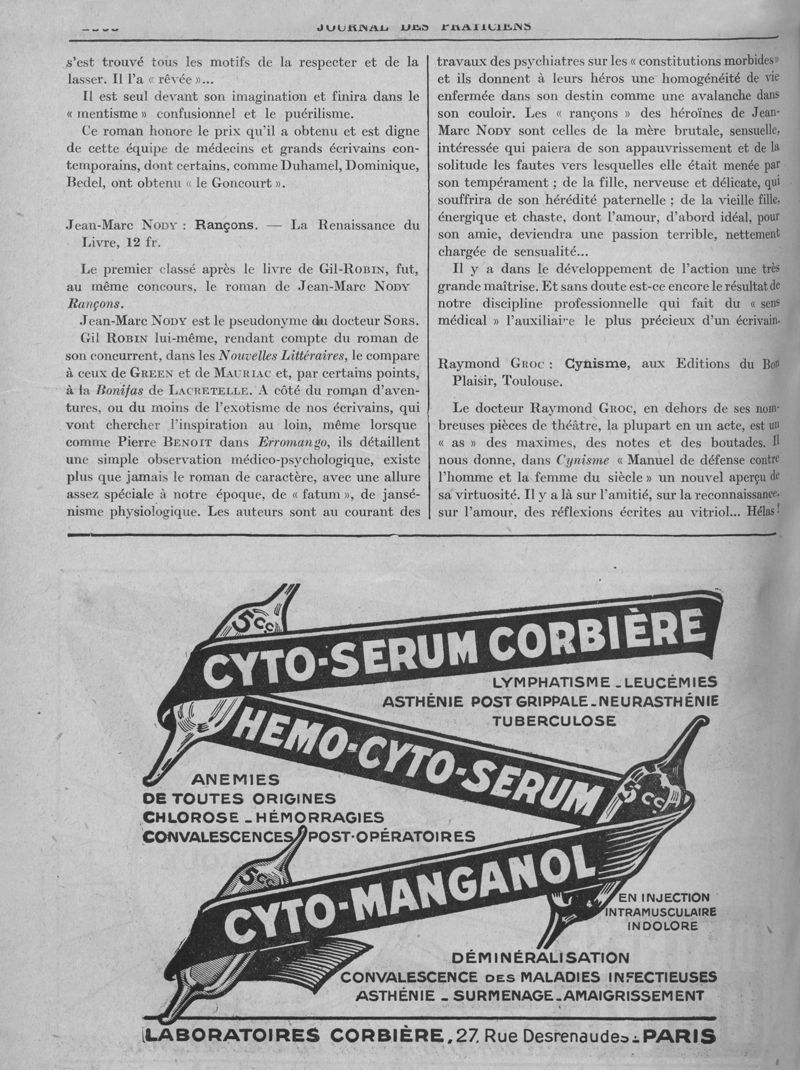 JOURNAL DES PRATICIENS
s'est trouvé tous les motifs de la respecter et de la
lasser. Il l'a « rêvée »...
Il est seul devant son imagination et finira dans le
« mentisme » confusionnel et le puérilisme.
Ce roman honore le prix qu'il a obtenu et est digne
de cette équipe de médecins et grands écrivains con-
temporains, dont certains, comme Duhamel, Dominique,
Bedel, ont obtenu « le Goncourt ».
Jean-Marc NODY : Rançons. — La Renaissance du
Livre, 12 fr.
Le premier classé après le livre de Gil-ROBIN, fut,
au même concours, le roman de Jean-Marc NODY
Rançons.
Jean-Marc NODY est le pseudonyme du docteur SORS.
Gil ROBIN lui-même, rendant compte du roman de
son concurrent, dans les Nouvelles Littéraires, le compare
à ceux de GREEN et de MAURIAC et, par certains points,
à la Bonifas de LACRETELLE. A côté du roman d'aven-
tures, ou du moins de l'exotisme de nos écrivains, qui
vont chercher l'inspiration au loin, même lorsque
comme Pierre BENOIT dans Erromango, ils détaillent
une simple observation médico-psychologique, existe
plus que jamais le roman de caractère, avec une allure
assez spéciale à notre époque, de « fatum », de jansé-
nisme physiologique. Les auteurs sont au courant des
travaux des psychiatres sur les « constitutions morbides »
et ils donnent à leurs héros une homogénéité de vie
enfermée dans son destin comme une avalanche dans
son couloir. Les « rançons » des héroïnes de Jean-
Marc NODY sont celles de la mère brutale, sensuelle,
intéressée qui paiera de son appauvrissement et de la
solitude les fautes vers lesquelles elle était menée par
son tempérament ; de la fille, nerveuse et délicate, qui
souffrira de son hérédité paternelle ; de la vieille fille,
énergique et chaste, dont l'amour, d'abord idéal, pour
son amie, deviendra une passion terrible, nettement
chargée de sensualité...
Il y a dans le développement de l'action une très
grande maîtrise. Et sans doute est-ce encore le résultat de
notre discipline professionnelle qui fait du « sens
médical » l'auxiliaire le plus précieux d'un écrivain.
Raymond GROC : Cynisme, aux Editions du Bon
Plaisir, Toulouse.
Le docteur Raymond GROC, en dehors de ses nom-
breuses pièces de théâtre, la plupart en un acte, est un
« as » des maximes, des notes et des boutades. Il
nous donne, dans Cynisme « Manuel de défense contre
l'homme et la femme du siècle » un nouvel aperçu de
sa virtuosité. Il y a là sur l'amitié, sur la reconnaissance,
sur l'amour, des réflexions écrites au vitriol... Hélas !
5cc.
CYTO-SERUM CORBIÈRE
LYMPHATISME - LEUCÉMIES
ASTHÉNIE POST GRIPPALE - NEURASTHÉNIE
TUBERCULOSE
HEMO-CYTO-SERUM
5cc
ANEMIES
DE TOUTES ORIGINES
CHLOROSE - HÉMORRAGIES
CONVALESCENCES POST-OPÉRATOIRES
5cc
CYTO-MANGANOL
EN INJECTION
INTRAMUSCULAIRE
INDOLORE
DÉMINÉRALISATION
CONVALESCENCE DES MALADIES INFECTIEUSES
ASTHÉNIE - SURMENAGE - AMAIGRISSEMENT
LABORATOIRES CORBIÈRE, 27, Rue Desrenaudes - PARIS